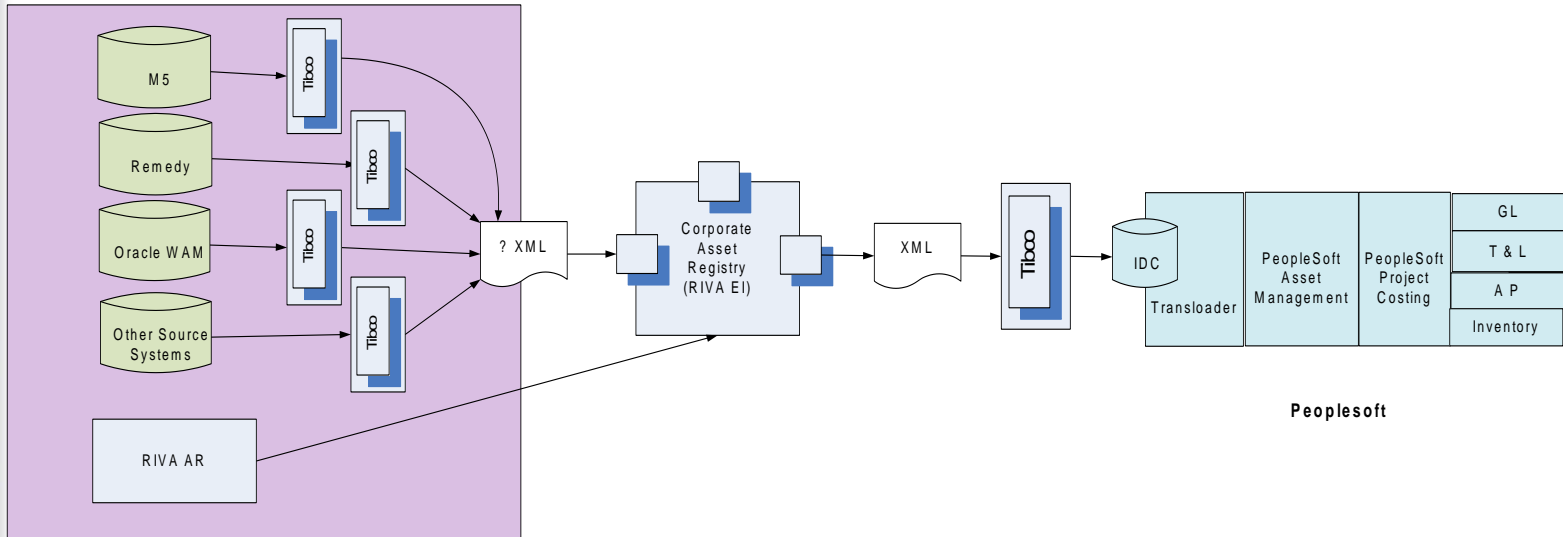 M5
Tibco
Remedy
Tibco
Oracle WAM
Tibco
Other Source
Systems
Tibco
RIVA AR
? XML
Corporate
Asset
Registry
(RIVA EI)
XML
Tibco
IDC
Transloader
PeopleSoft
Asset
Management
PeopleSoft
Project
Costing
GL
T & L
A P
Inventory
Peoplesoft